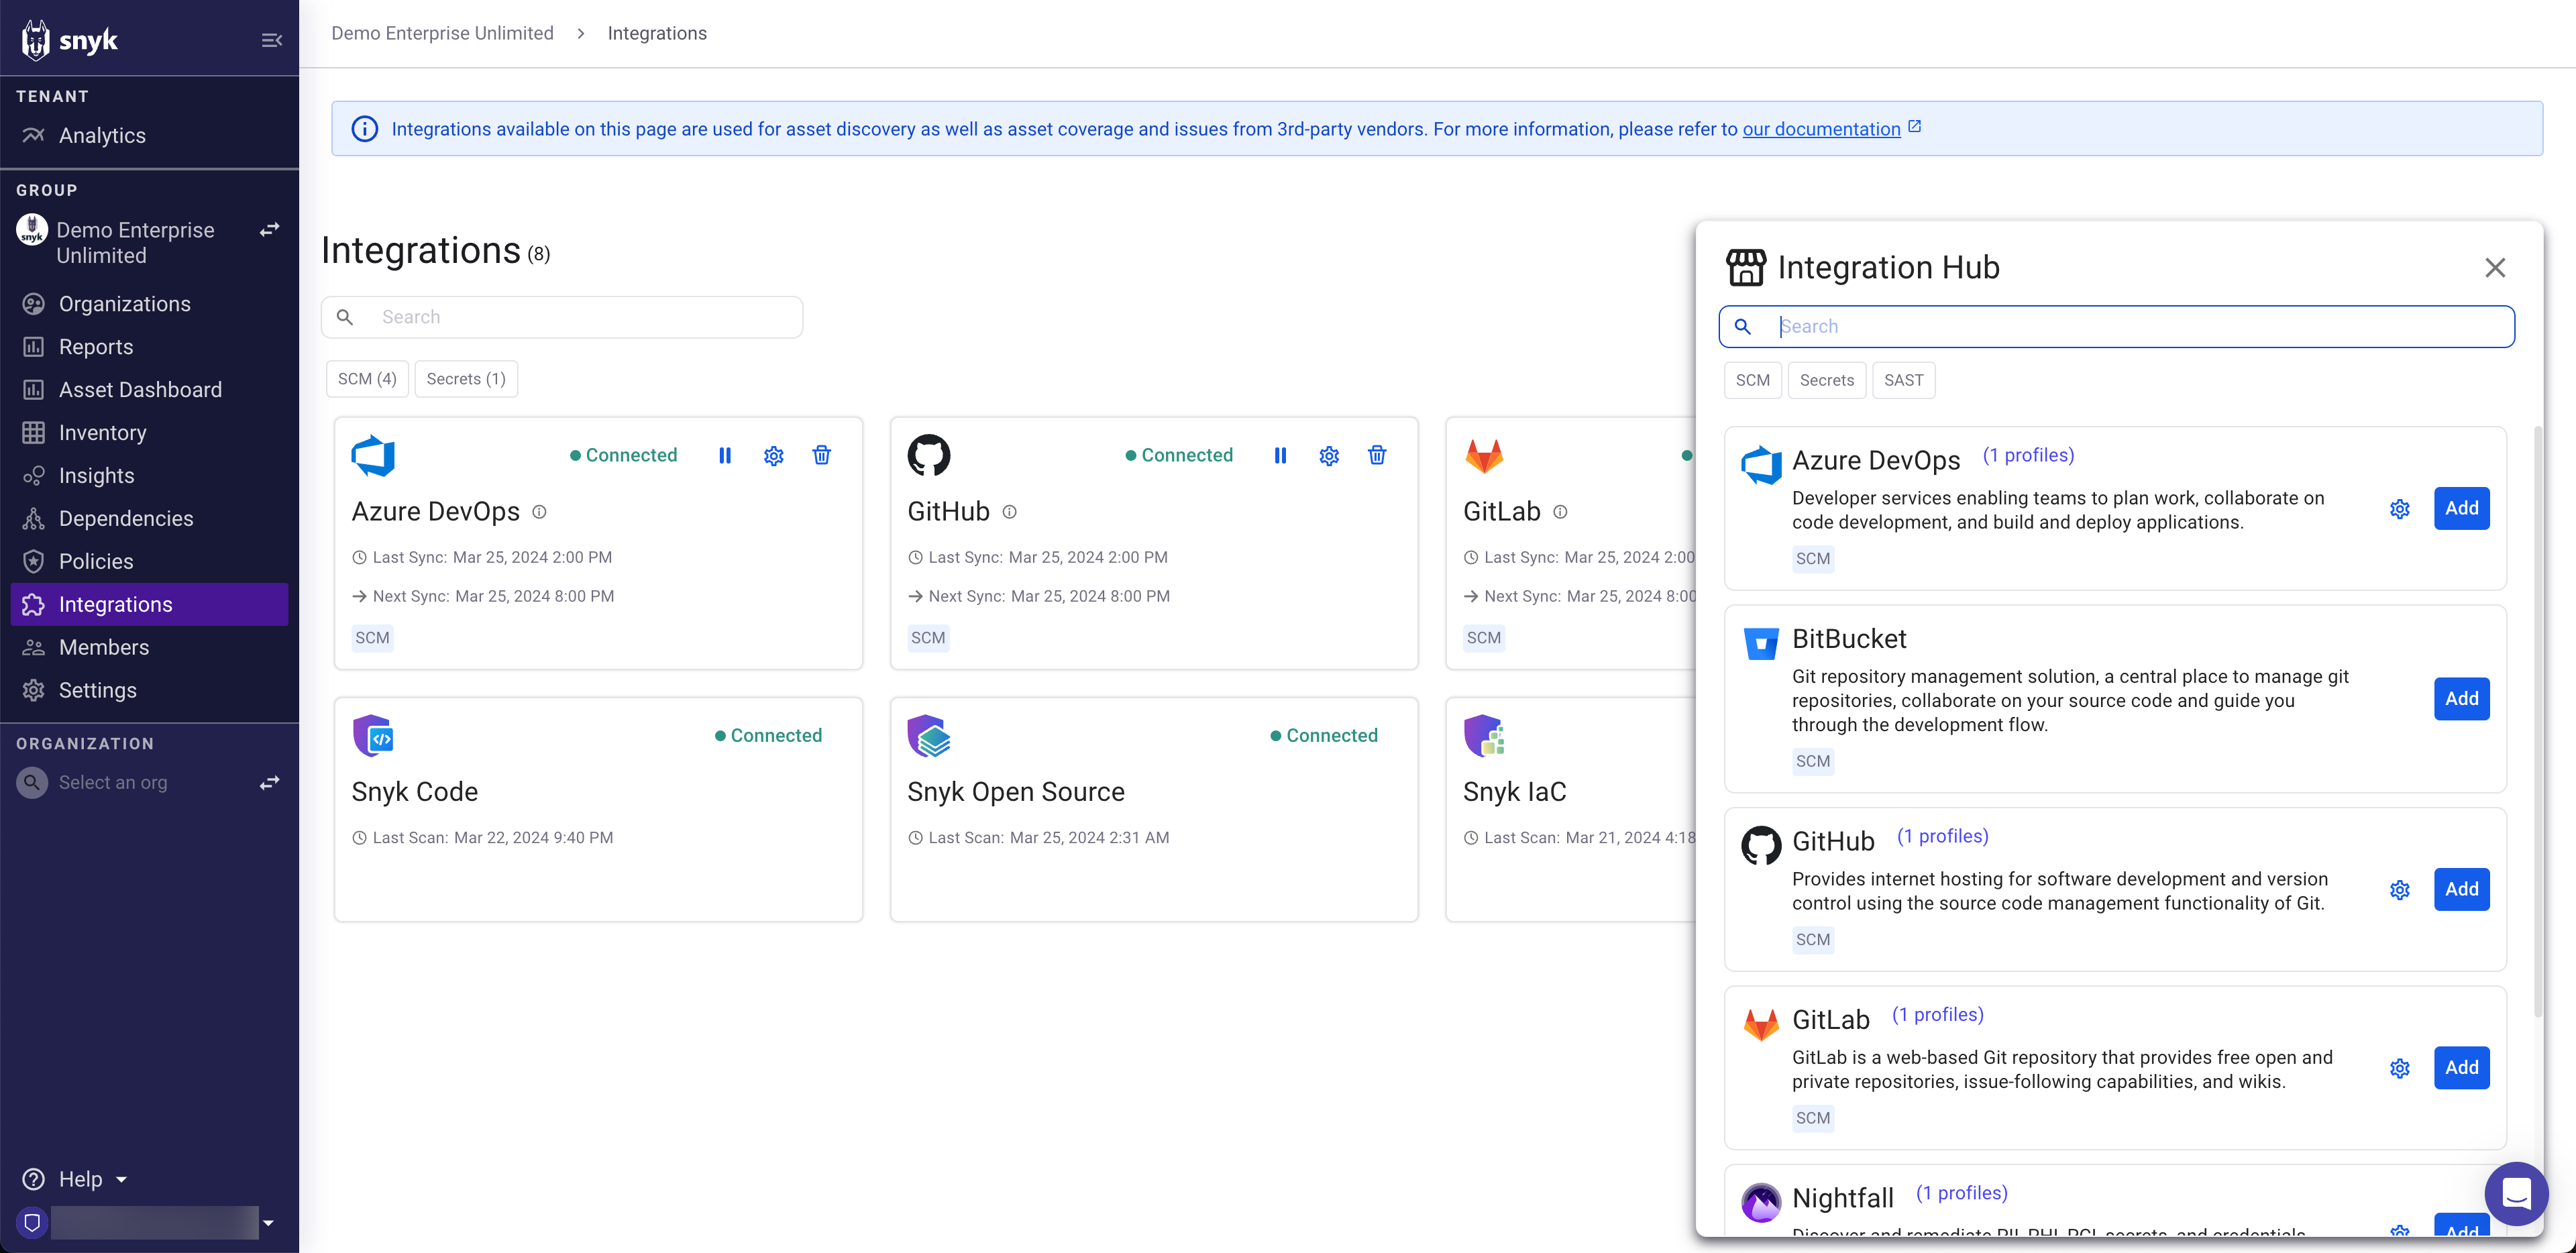 snyk
TENANT
Analytics
GROUP
snyk
Demo Enterprise
Unlimited
Organizations
Reports
Asset Dashboard
Inventory
Insights
Dependencies
Policies
Integrations
Members
Settings
ORGANIZATION
Select an org
Help
Demo Enterprise Unlimited > Integrations
Integrations available on this page are used for asset discovery as well as asset coverage and issues from 3rd-party vendors. For more information, please refer to our documentation
Integrations (8)
Search
SCM (4) Secrets (1)
Connected
Azure DevOps
Last Sync: Mar 25, 2024 2:00 PM
Next Sync: Mar 25, 2024 8:00 PM
SCM
Connected
GitHub
Last Sync: Mar 25, 2024 2:00 PM
Next Sync: Mar 25, 2024 8:00 PM
SCM
GitLab
Last Sync: Mar 25, 2024 2:00
Next Sync: Mar 25, 2024 8:00
SCM
Connected
Snyk Code
Last Scan: Mar 22, 2024 9:40 PM
Connected
Snyk Open Source
Last Scan: Mar 25, 2024 2:31 AM
Snyk IaC
Last Scan: Mar 21, 2024 4:18
Integration Hub
Search
SCM Secrets SAST
Azure DevOps (1 profiles)
Developer services enabling teams to plan work, collaborate on
code development, and build and deploy applications.
Add
SCM
BitBucket
Git repository management solution, a central place to manage git
repositories, collaborate on your source code and guide you
through the development flow.
Add
SCM
GitHub (1 profiles)
Provides internet hosting for software development and version
control using the source code management functionality of Git.
Add
SCM
GitLab (1 profiles)
GitLab is a web-based Git repository that provides free open and
private repositories, issue-following capabilities, and wikis.
Add
SCM
Nightfall (1 profiles)
Discover and remediate PII, PHI, PCI, secrets, and credentials
Add